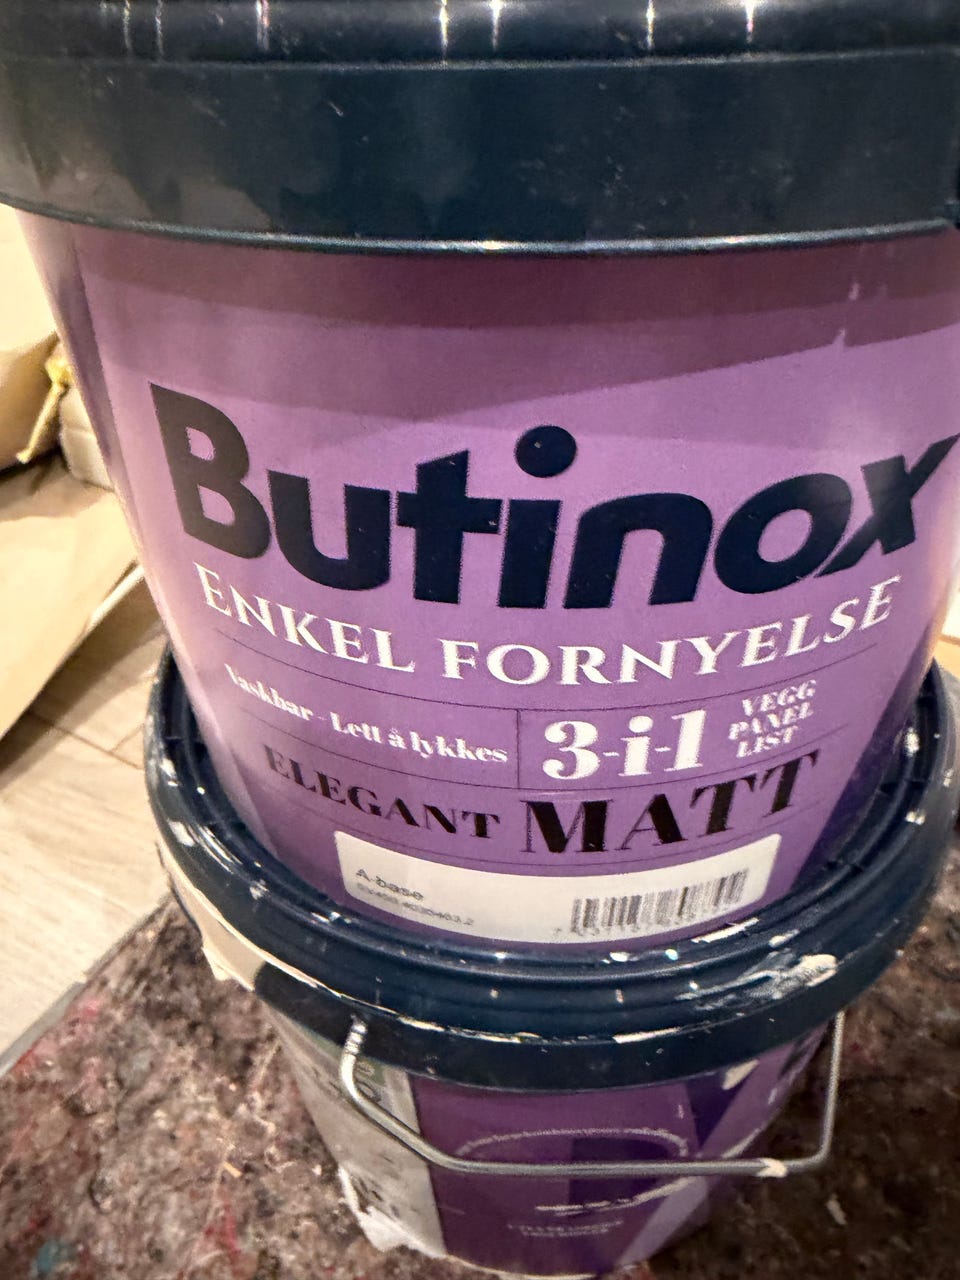 Butinox
ENKEL FORNYELSE
Vaskbar - Lett å lykkes
3-i-1
VEGG
PANEL
LIST
ELEGANT MATT
A-base